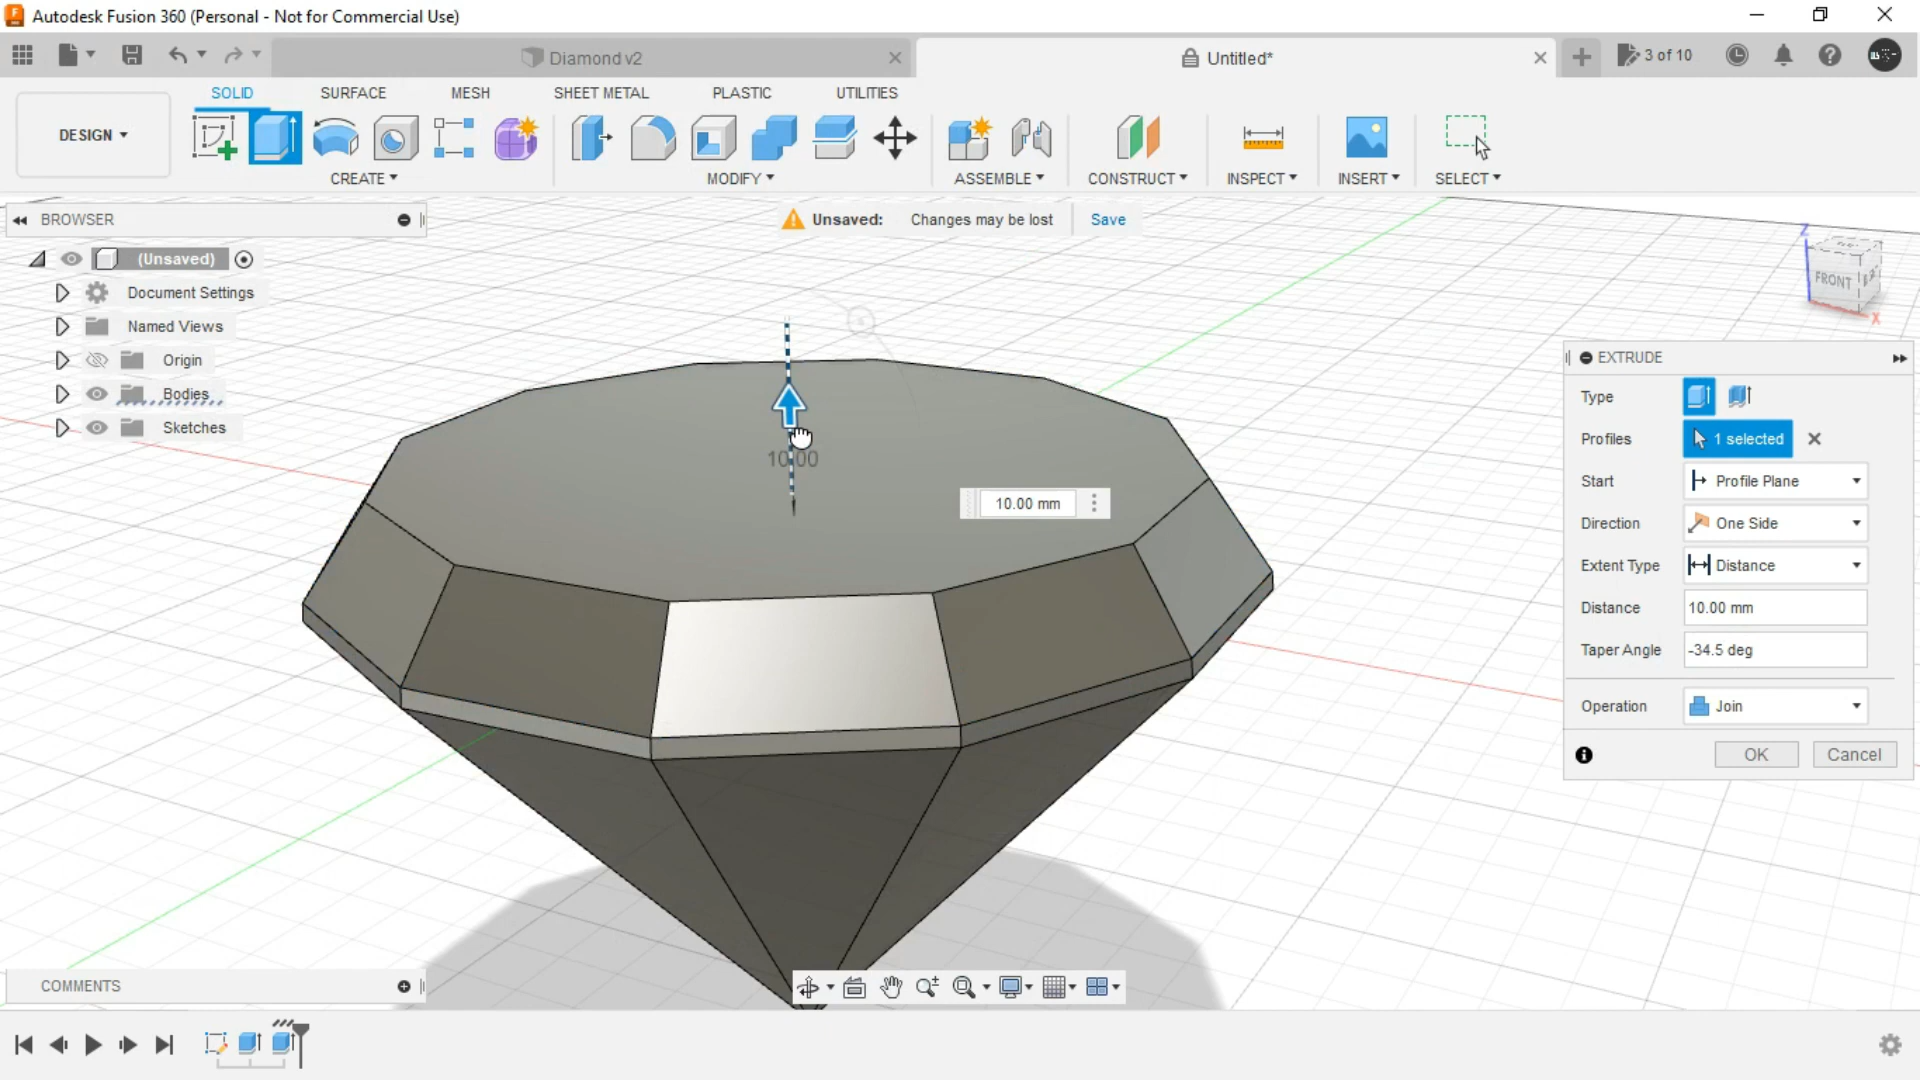 Autodesk Fusion 360 (Personal - Not for Commercial Use)
Diamond v2
Untitled*
3 of 10
SOLID SURFACE MESH SHEET METAL PLASTIC UTILITIES
DESIGN
CREATE MODIFY ASSEMBLE CONSTRUCT INSPECT INSERT SELECT
BROWSER
Unsaved: Changes may be lost Save
(Unsaved)
Document Settings
Named Views
Origin
Bodies
Sketches
Z
FRONT
X
10.00
10.00 mm
EXTRUDE
Type
Profiles 1 selected
Start Profile Plane
Direction One Side
Extent Type Distance
Distance 10.00 mm
Taper Angle -34.5 deg
Operation Join
OK Cancel
COMMENTS